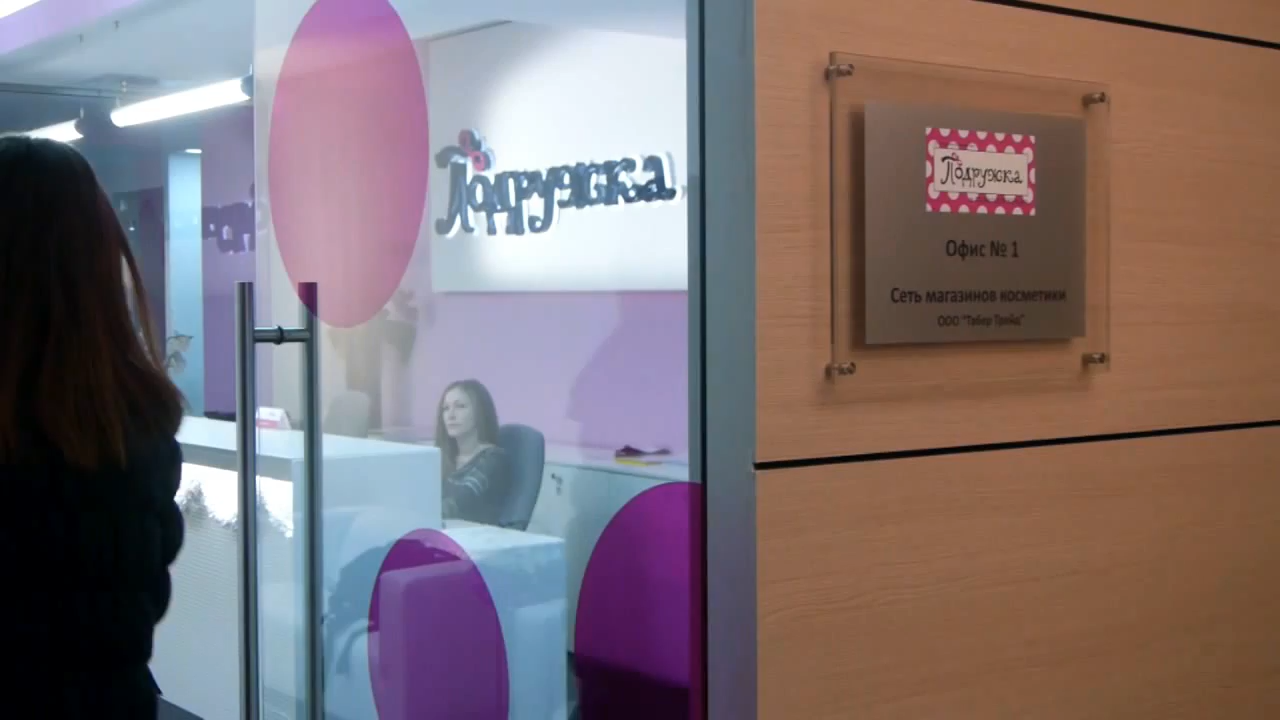 Подружка
Подружка
Офис № 1
Сеть магазинов косметики
ООО "Табер Трейд"